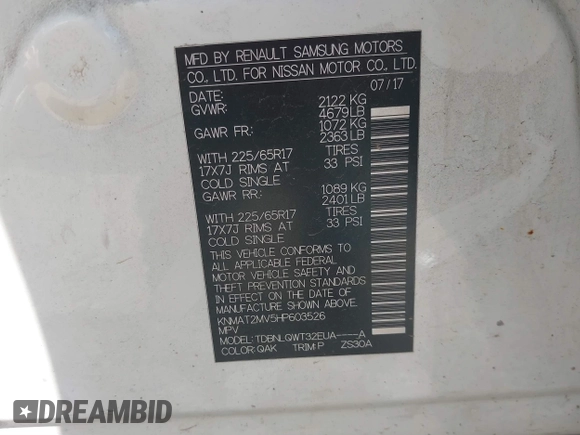 MFD BY RENAULT SAMSUNG MOTORS
CO., LTD. FOR NISSAN MOTOR CO., LTD.
DATE: 07/17
GVWR: 2122 KG
4679 LB
GAWR FR: 1072 KG
2363 LB
WITH 225/65R17 TIRES
17X7J RIMS AT 33 PSI
COLD SINGLE
GAWR RR: 1089 KG
2401 LB
WITH 225/65R17 TIRES
17X7J RIMS AT 33 PSI
COLD SINGLE
THIS VEHICLE CONFORMS TO
ALL APPLICABLE FEDERAL
MOTOR VEHICLE SAFETY AND
THEFT PREVENTION STANDARDS
IN EFFECT ON THE DATE OF
MANUFACTURE SHOWN ABOVE.
KNMAT2MV5HP603526
MPV
MODEL: TDBNLQWT32EUA----A
COLOR: QAK TRIM: P ZS30A
DREAMBID